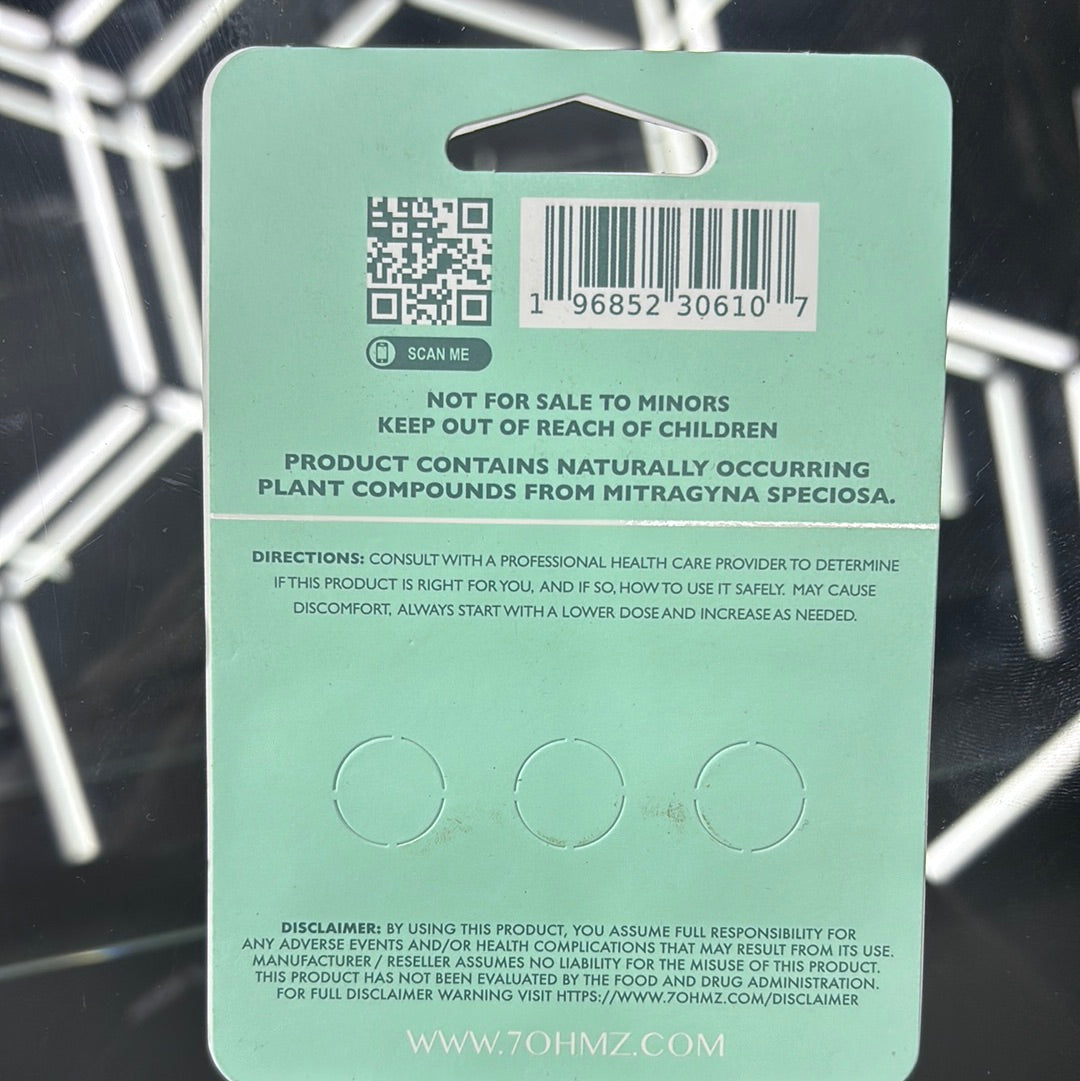 1 96852 30610 7
SCAN ME
NOT FOR SALE TO MINORS
KEEP OUT OF REACH OF CHILDREN
PRODUCT CONTAINS NATURALLY OCCURRING
PLANT COMPOUNDS FROM MITRAGYNA SPECIOSA.
DIRECTIONS: CONSULT WITH A PROFESSIONAL HEALTH CARE PROVIDER TO DETERMINE
IF THIS PRODUCT IS RIGHT FOR YOU, AND IF SO, HOW TO USE IT SAFELY. MAY CAUSE
DISCOMFORT, ALWAYS START WITH A LOWER DOSE AND INCREASE AS NEEDED.
DISCLAIMER: BY USING THIS PRODUCT, YOU ASSUME FULL RESPONSIBILITY FOR
ANY ADVERSE EVENTS AND/OR HEALTH COMPLICATIONS THAT MAY RESULT FROM ITS USE.
MANUFACTURER / RESELLER ASSUMES NO LIABILITY FOR THE MISUSE OF THIS PRODUCT.
THIS PRODUCT HAS NOT BEEN EVALUATED BY THE FOOD AND DRUG ADMINISTRATION.
FOR FULL DISCLAIMER WARNING VISIT HTTPS://WWW.7OHMZ.COM/DISCLAIMER
WWW.7OHMZ.COM